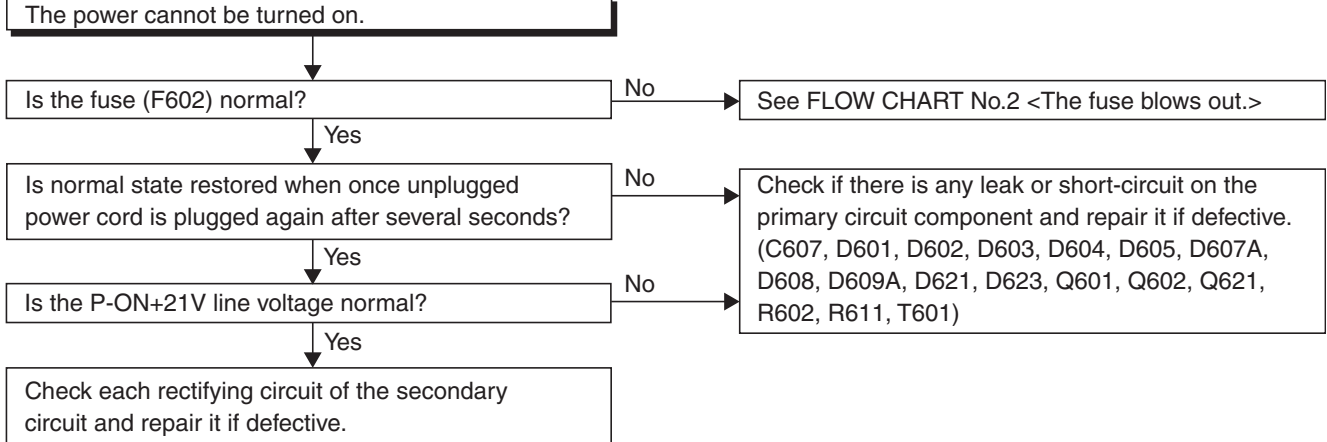 The power cannot be turned on.
Is the fuse (F602) normal?
No
See FLOW CHART No.2 <The fuse blows out.>
Yes
Is normal state restored when once unplugged
power cord is plugged again after several seconds?
No
Check if there is any leak or short-circuit on the
primary circuit component and repair it if defective.
(C607, D601, D602, D603, D604, D605, D607A,
D608, D609A, D621, D623, Q601, Q602, Q621,
R602, R611, T601)
Yes
Is the P-ON+21V line voltage normal?
No
Yes
Check each rectifying circuit of the secondary
circuit and repair it if defective.